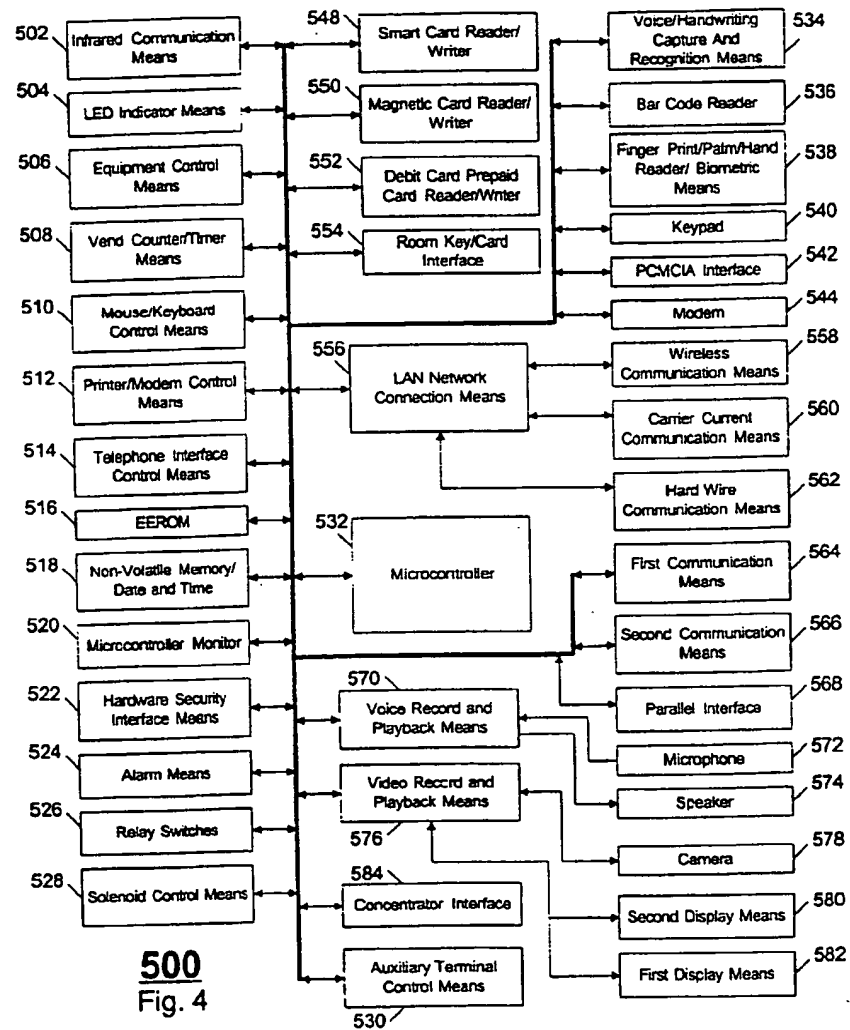 502
Infrared Communication
Means
504
LED Indicator Means
506
Equipment Control
Means
508
Vend Counter/Timer
Means
510
Mouse/Keyboard
Control Means
512
Printer/Modem Control
Means
514
Telephone Interface
Control Means
516
EEROM
518
Non-Volatile Memory/
Date and Time
520
Microcontroller Monitor
522
Hardware Security
Interface Means
524
Alarm Means
526
Relay Switches
528
Solenoid Control Means
500
Fig. 4
548
Smart Card Reader/
Writer
550
Magnetic Card Reader/
Writer
552
Debit Card Prepaid
Card Reader/Writer
554
Room Key/Card
Interface
556
LAN Network
Connection Means
532
Microcontroller
570
Voice Record and
Playback Means
Video Record and
Playback Means
576
584
Concentrator Interface
Auxiliary Terminal
Control Means
530
Voice/Handwriting
Capture And
Recognition Means
534
Bar Code Reader
536
Finger Print/Palm/Hand
Reader/ Biometric
Means
538
Keypad
540
PCMCIA Interface
542
Modem
544
Wireless
Communication Means
558
Carrier Current
Communication Means
560
Hard Wire
Communication Means
562
First Communication
Means
564
Second Communication
Means
566
Parallel Interface
568
Microphone
572
Speaker
574
Camera
578
Second Display Means
580
First Display Means
582